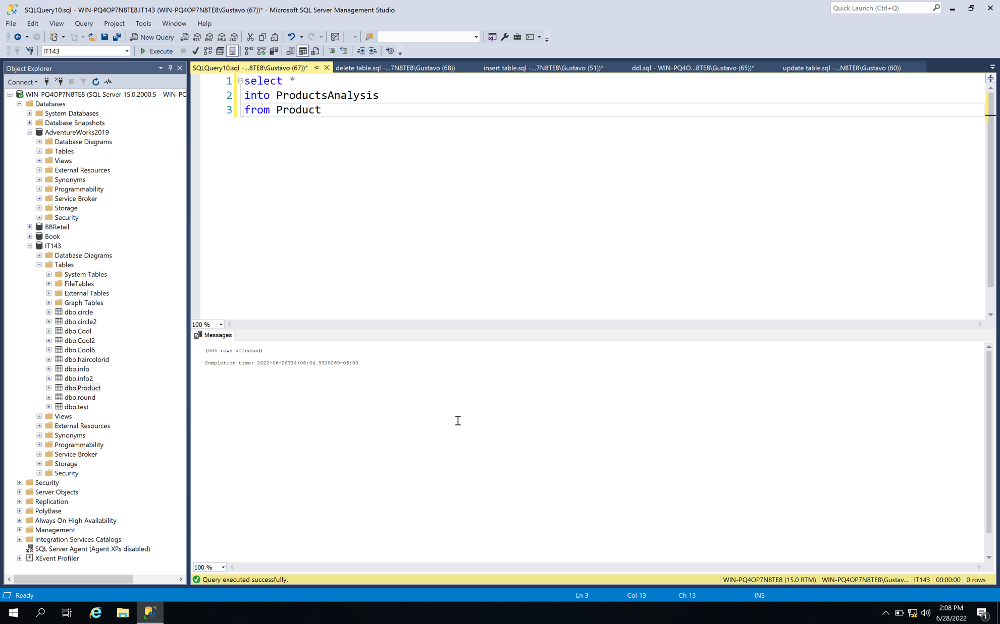 SQLQuery10.sql - WIN-PQ4OP7N8TE8.IT143 (WIN-PQ4OP7N8TE8\Gustavo (67))* - Microsoft SQL Server Management Studio
Quick Launch (Ctrl+Q)
File Edit View Query Project Tools Window Help
New Query MDX DMX XMLA DAX
IT143 Execute
Object Explorer
SQLQuery10.sql -...8TE8\Gustavo (67))* delete table.sql -...7N8TE8\Gustavo (68)) insert table.sql -...7N8TE8\Gustavo (51))* ddl.sql - WIN-PQ4O...8TE8\Gustavo (65))* update table.sql -...N8TE8\Gustavo (60))
Connect
WIN-PQ4OP7N8TE8 (SQL Server 15.0.2000.5 - WIN-PC
Databases
System Databases
Database Snapshots
AdventureWorks2019
Database Diagrams
Tables
Views
External Resources
Synonyms
Programmability
Service Broker
Storage
Security
BBRetail
Book
IT143
Database Diagrams
Tables
System Tables
FileTables
External Tables
Graph Tables
dbo.circle
dbo.circle2
dbo.Cool
dbo.Cool2
dbo.Cool6
dbo.haircolorid
dbo.info
dbo.info2
dbo.Product
dbo.round
dbo.test
Views
External Resources
Synonyms
Programmability
Service Broker
Storage
Security
Security
Server Objects
Replication
PolyBase
Always On High Availability
Management
Integration Services Catalogs
SQL Server Agent (Agent XPs disabled)
XEvent Profiler
1 select *
2 into ProductsAnalysis
3 from Product
100 %
Messages
(504 rows affected)
Completion time: 2022-06-28T14:08:04.9310269-06:00
100 %
Query executed successfully. WIN-PQ4OP7N8TE8 (15.0 RTM) WIN-PQ4OP7N8TE8\Gustav... IT143 00:00:00 0 rows
Ready Ln 3 Col 13 Ch 13 INS
2:08 PM
6/28/2022
1